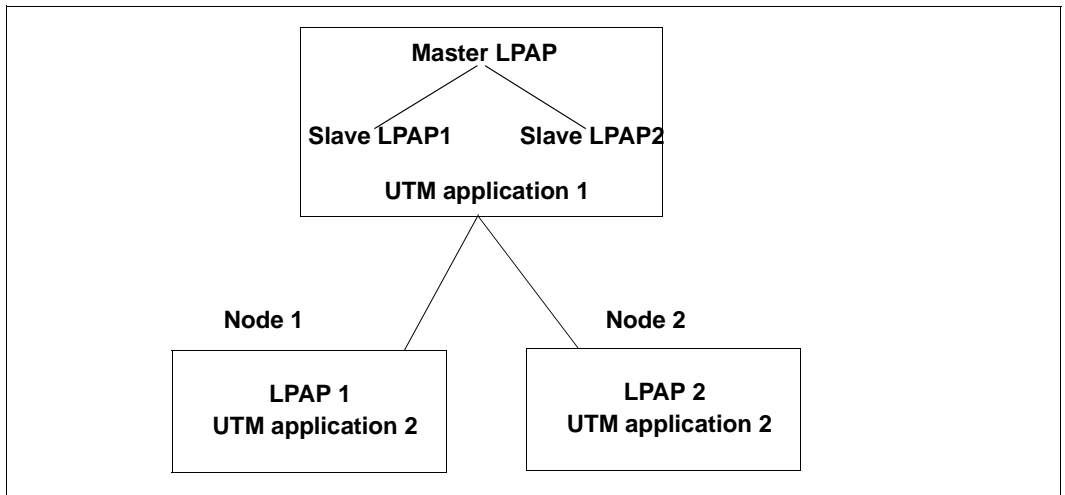 Master LPAP
Slave LPAP1 Slave LPAP2
UTM application 1
Node 1 Node 2
LPAP 1 LPAP 2
UTM application 2 UTM application 2